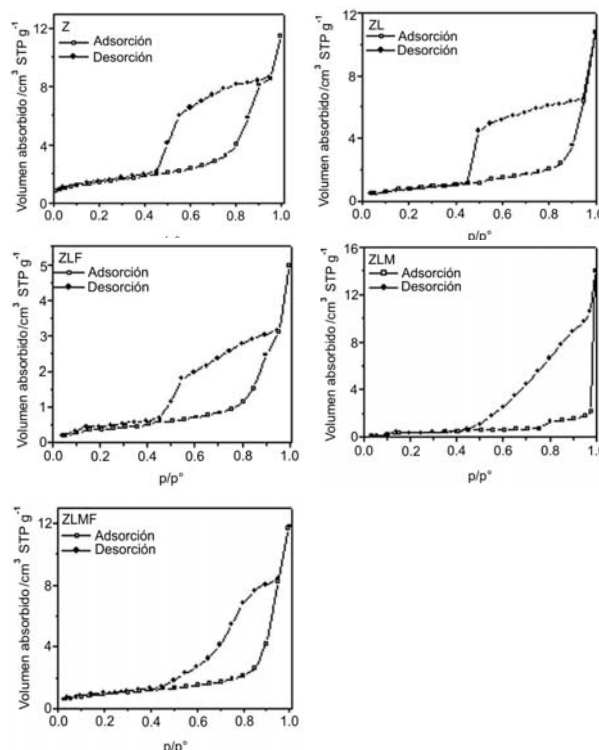 Z
Adsorción
Desorción
Volumen absorbido/cm³ STP g⁻¹
12
8
4
0
0.0 0.2 0.4 0.6 0.8 1.0
ZL
Adsorción
Desorción
Volumen absorbido/cm³ STP g⁻¹
12
8
4
0
0.0 0.2 0.4 0.6 0.8 1.0
p/p°
ZLF
Adsorción
Desorción
Volumen absorbido/cm³ STP g⁻¹
5
4
3
2
1
0
0.0 0.2 0.4 0.6 0.8 1.0
p/p°
ZLM
Adsorción
Desorción
Volumen absorbido/cm³ STP g⁻¹
16
12
8
4
0
0.0 0.2 0.4 0.6 0.8 1.0
p/p°
ZLMF
Adsorción
Desorción
Volumen absorbido/cm³ STP g⁻¹
12
8
4
0
0.0 0.2 0.4 0.6 0.8 1.0
p/p°